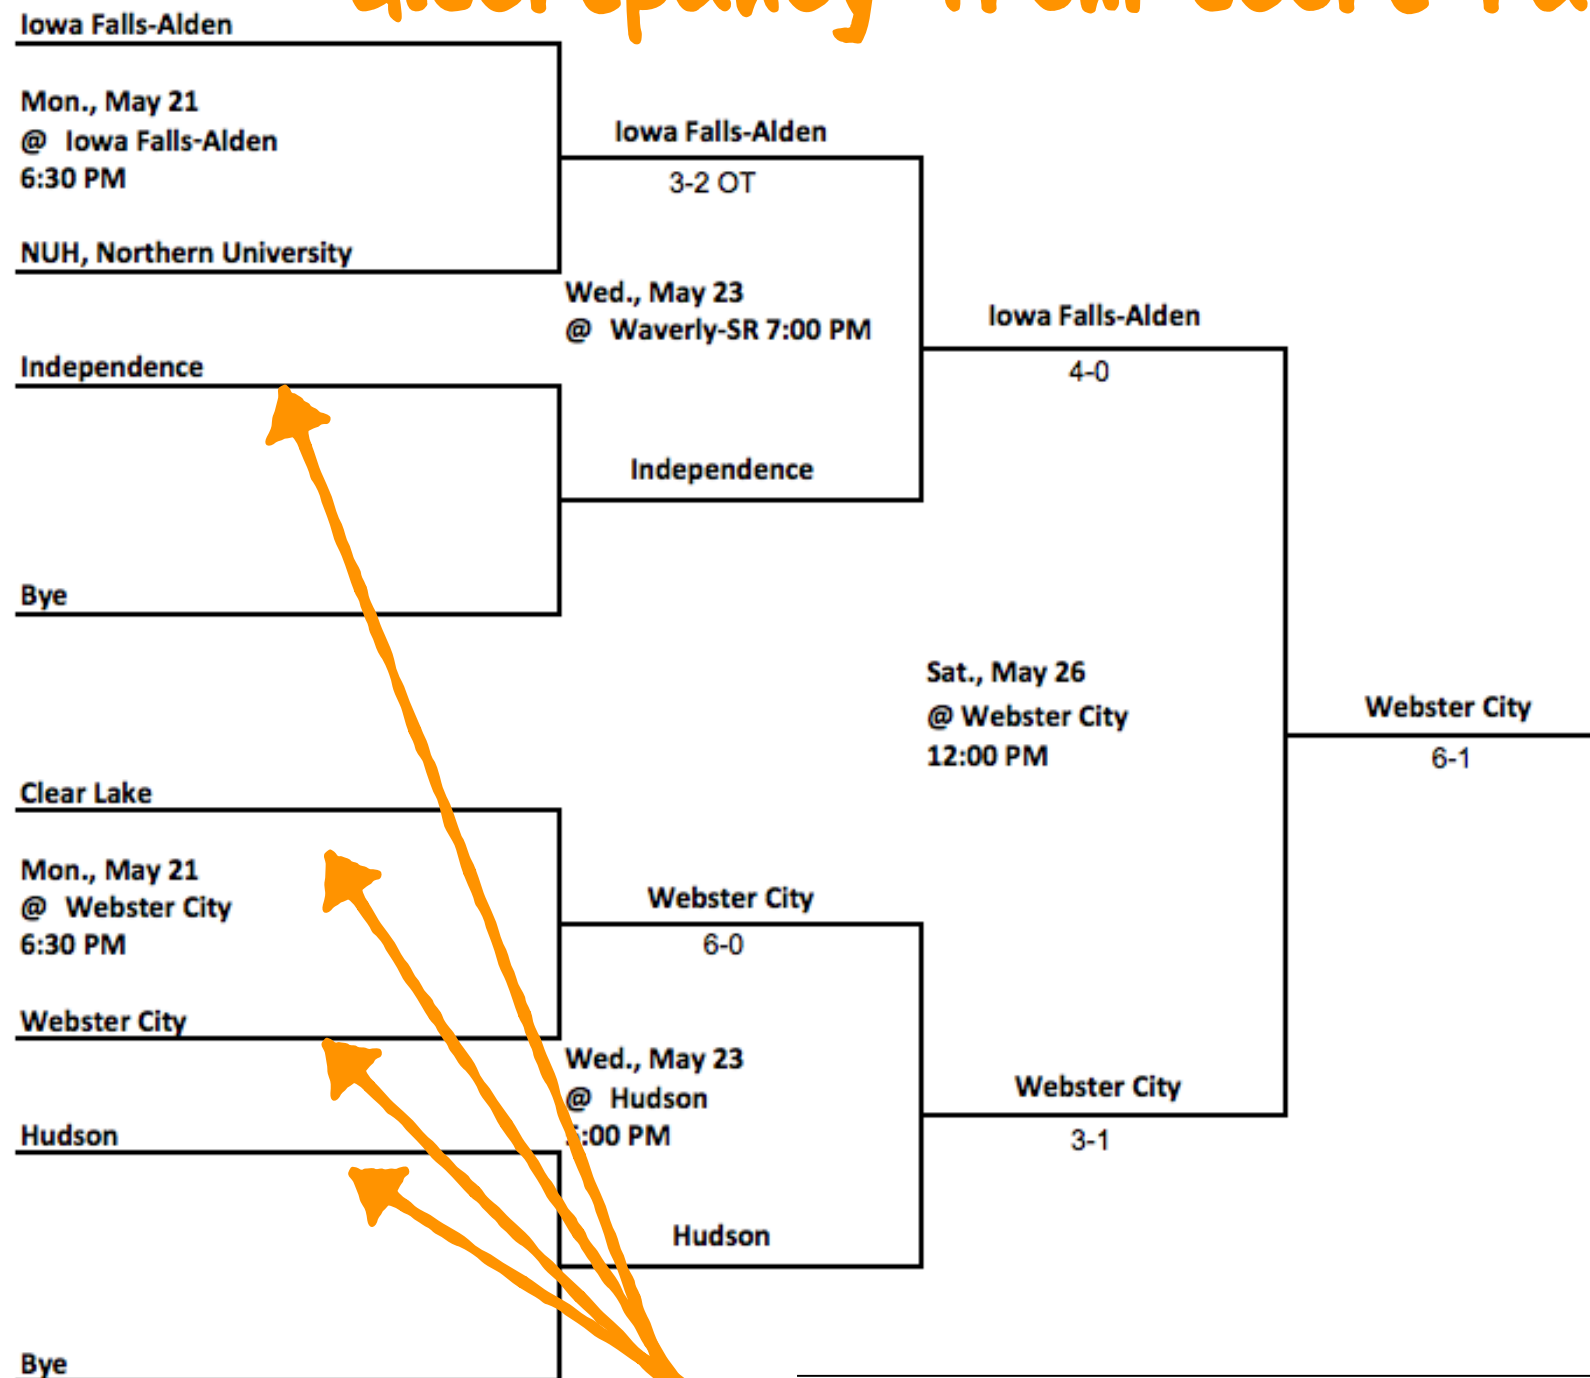 discrepancy from
Iowa Falls-Alden
Mon., May 21
@ Iowa Falls-Alden
6:30 PM
NUH, Northern University
Independence
Bye
Clear Lake
Mon., May 21
@ Webster City
6:30 PM
Webster City
Hudson
Bye
Iowa Falls-Alden
3-2 OT
Wed., May 23
@ Waverly-SR 7:00 PM
Independence
Webster City
6-0
Wed., May 23
@ Hudson
:00 PM
Hudson
Iowa Falls-Alden
4-0
Sat., May 26
@ Webster City
12:00 PM
Webster City
3-1
Webster City
6-1